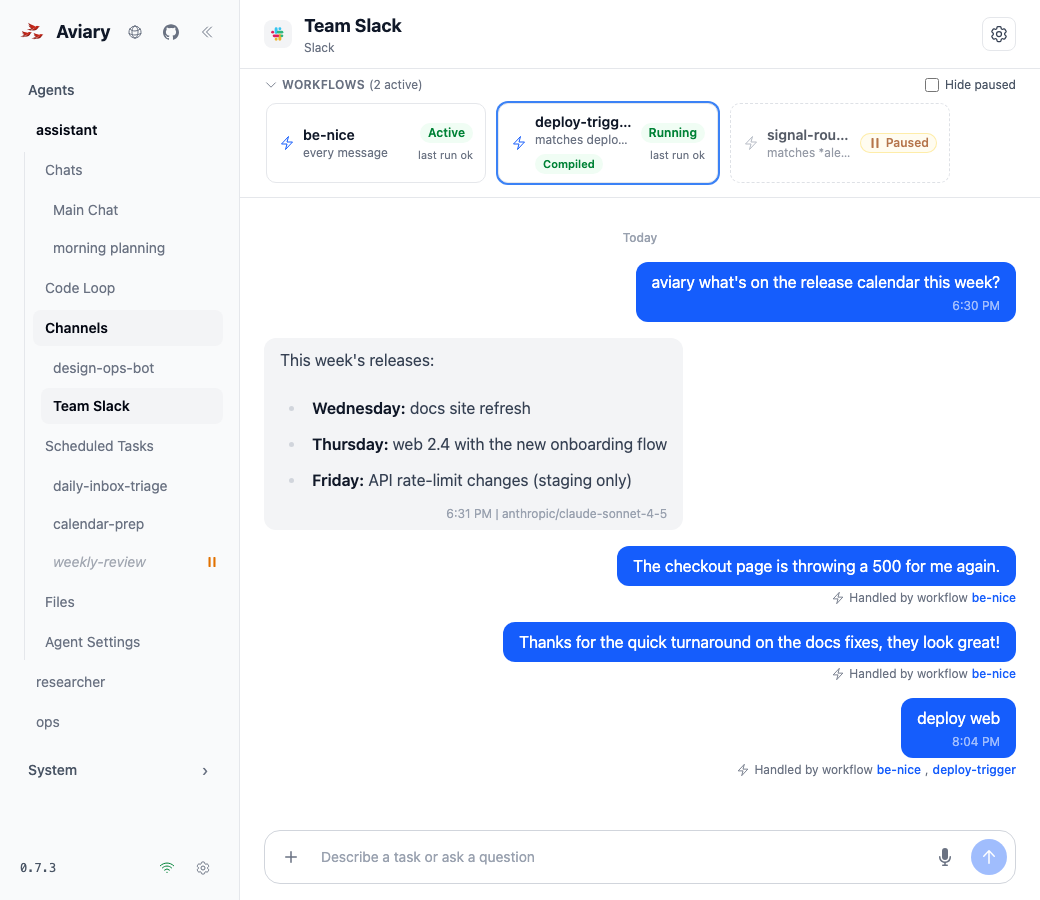 Aviary
Agents
assistant
Chats
Main Chat
morning planning
Code Loop
Channels
design-ops-bot
Team Slack
Scheduled Tasks
daily-inbox-triage
calendar-prep
weekly-review
Files
Agent Settings
researcher
ops
System
0.7.3
Team Slack
Slack
WORKFLOWS (2 active)
Hide paused
be-nice
every message
Active
last run ok
deploy-trigg...
matches deplo...
Compiled
Running
last run ok
signal-rou...
matches *ale...
Paused
Today
aviary what's on the release calendar this week?
6:30 PM
This week's releases:
Wednesday: docs site refresh
Thursday: web 2.4 with the new onboarding flow
Friday: API rate-limit changes (staging only)
6:31 PM | anthropic/claude-sonnet-4-5
The checkout page is throwing a 500 for me again.
Handled by workflow be-nice
Thanks for the quick turnaround on the docs fixes, they look great!
Handled by workflow be-nice
deploy web
8:04 PM
Handled by workflow be-nice , deploy-trigger
Describe a task or ask a question